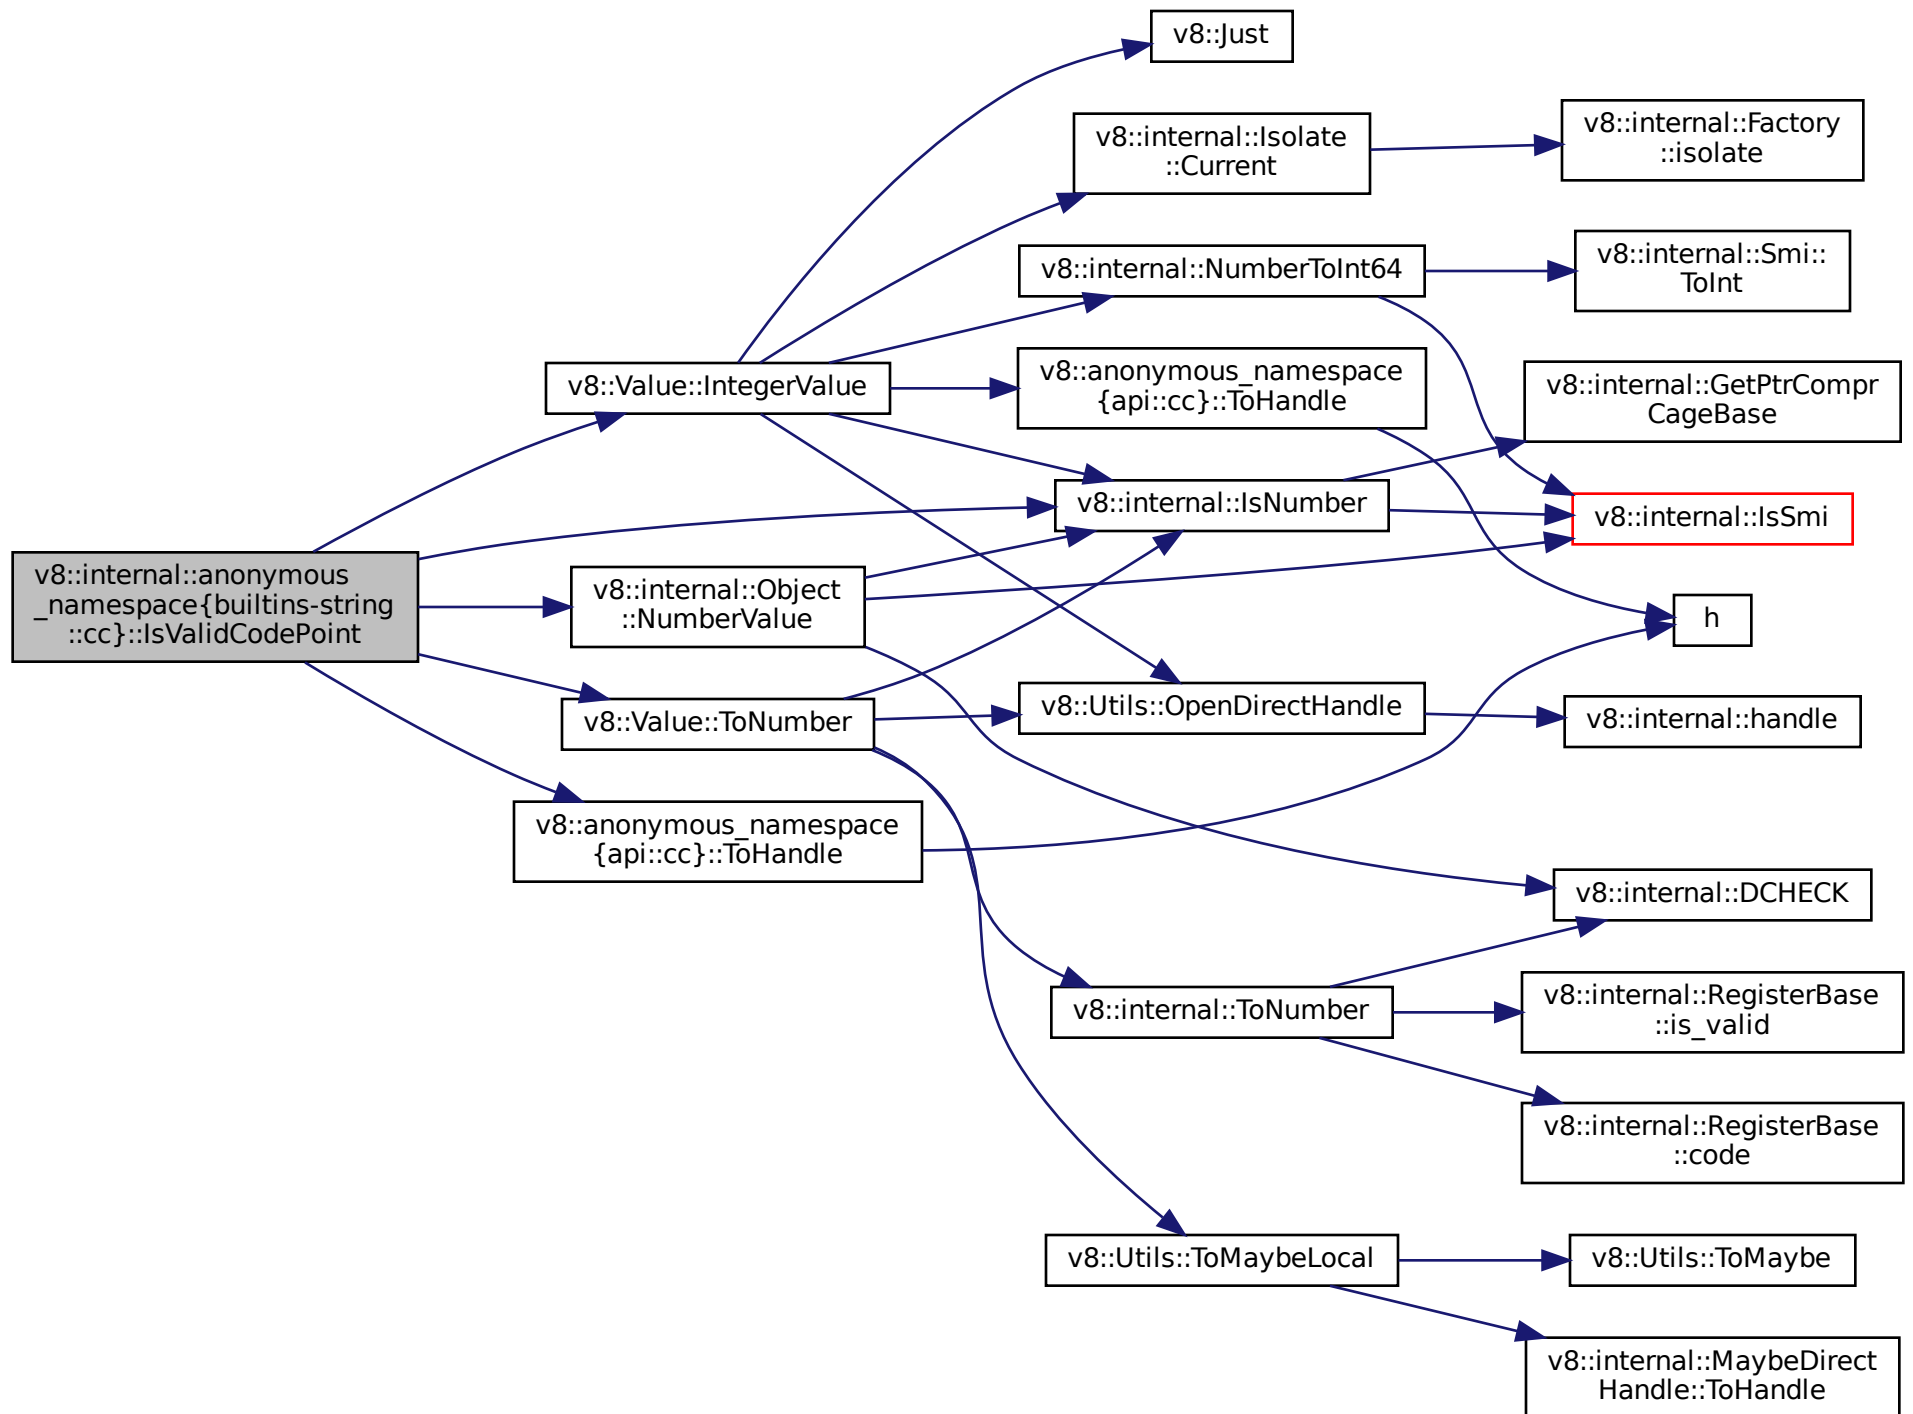 v8::Just
v8::internal::Factory
::isolate
v8::internal::Isolate
::Current
v8::internal::Smi::
ToInt
v8::internal::NumberToInt64
v8::anonymous_namespace
{api::cc}::ToHandle
v8::internal::GetPtrCompr
CageBase
v8::Value::IntegerValue
v8::internal::IsNumber
v8::internal::IsSmi
v8::internal::anonymous
_namespace{builtins-string
::cc}::IsValidCodePoint
v8::internal::Object
::NumberValue
h
v8::Utils::OpenDirectHandle
v8::internal::handle
v8::Value::ToNumber
v8::anonymous_namespace
{api::cc}::ToHandle
v8::internal::DCHECK
v8::internal::ToNumber
v8::internal::RegisterBase
::is_valid
v8::internal::RegisterBase
::code
v8::Utils::ToMaybeLocal
v8::Utils::ToMaybe
v8::internal::MaybeDirect
Handle::ToHandle